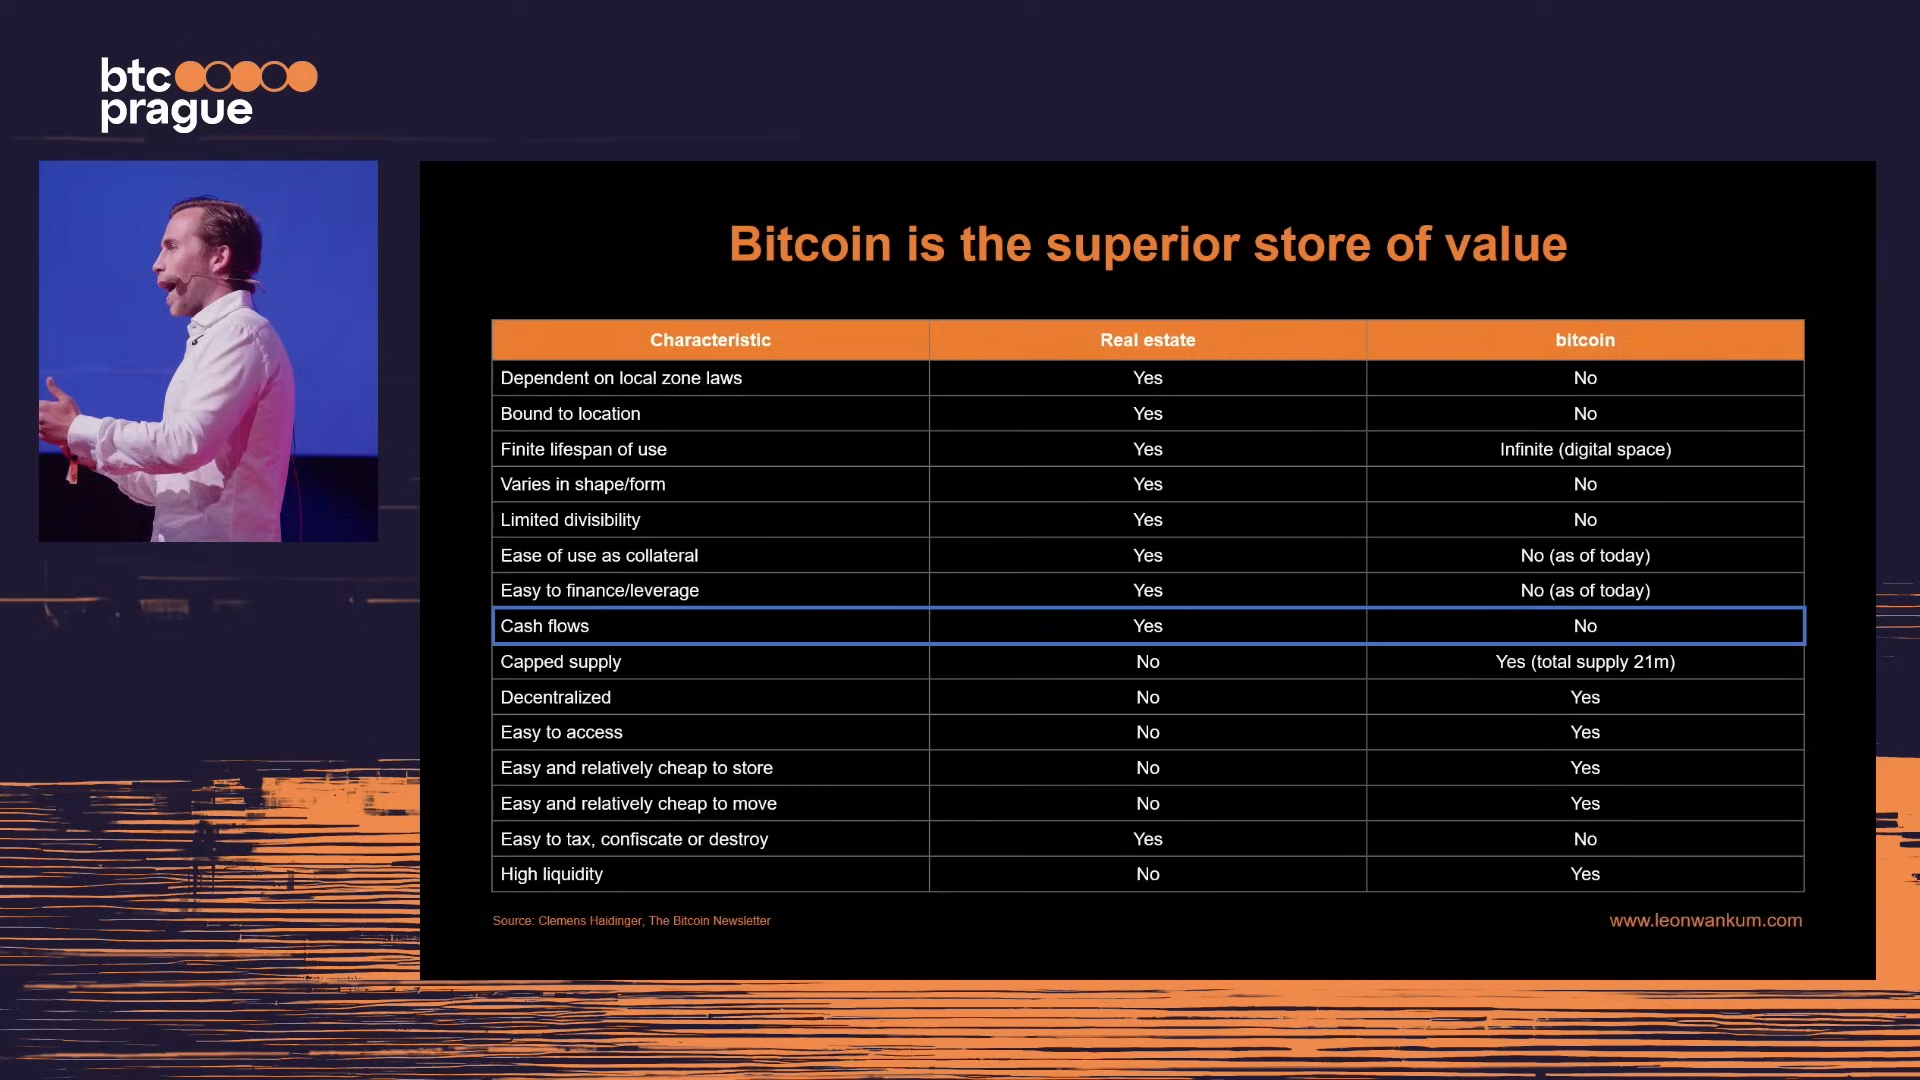 btc
prague
Bitcoin is the superior store of value
Characteristic Real estate bitcoin
Dependent on local zone laws Yes No
Bound to location Yes No
Finite lifespan of use Yes Infinite (digital space)
Varies in shape/form Yes No
Limited divisibility Yes No
Ease of use as collateral Yes No (as of today)
Easy to finance/leverage Yes No (as of today)
Cash flows Yes No
Capped supply No Yes (total supply 21m)
Decentralized No Yes
Easy to access No Yes
Easy and relatively cheap to store No Yes
Easy and relatively cheap to move No Yes
Easy to tax, confiscate or destroy Yes No
High liquidity No Yes
Source: Clemens Haidinger, The Bitcoin Newsletter www.leonwankum.com